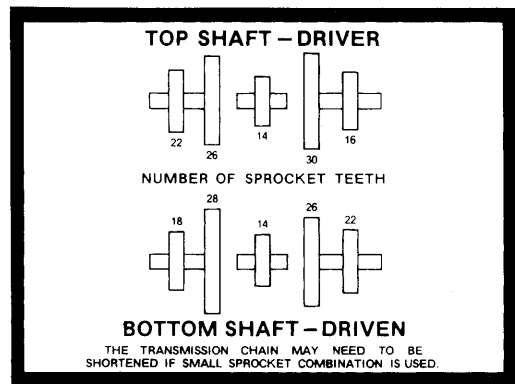 TOP SHAFT – DRIVER
22 26 14 30 16
NUMBER OF SPROCKET TEETH
18 28 14 26 22
BOTTOM SHAFT – DRIVEN
THE TRANSMISSION CHAIN MAY NEED TO BE
SHORTENED IF SMALL SPROCKET COMBINATION IS USED.